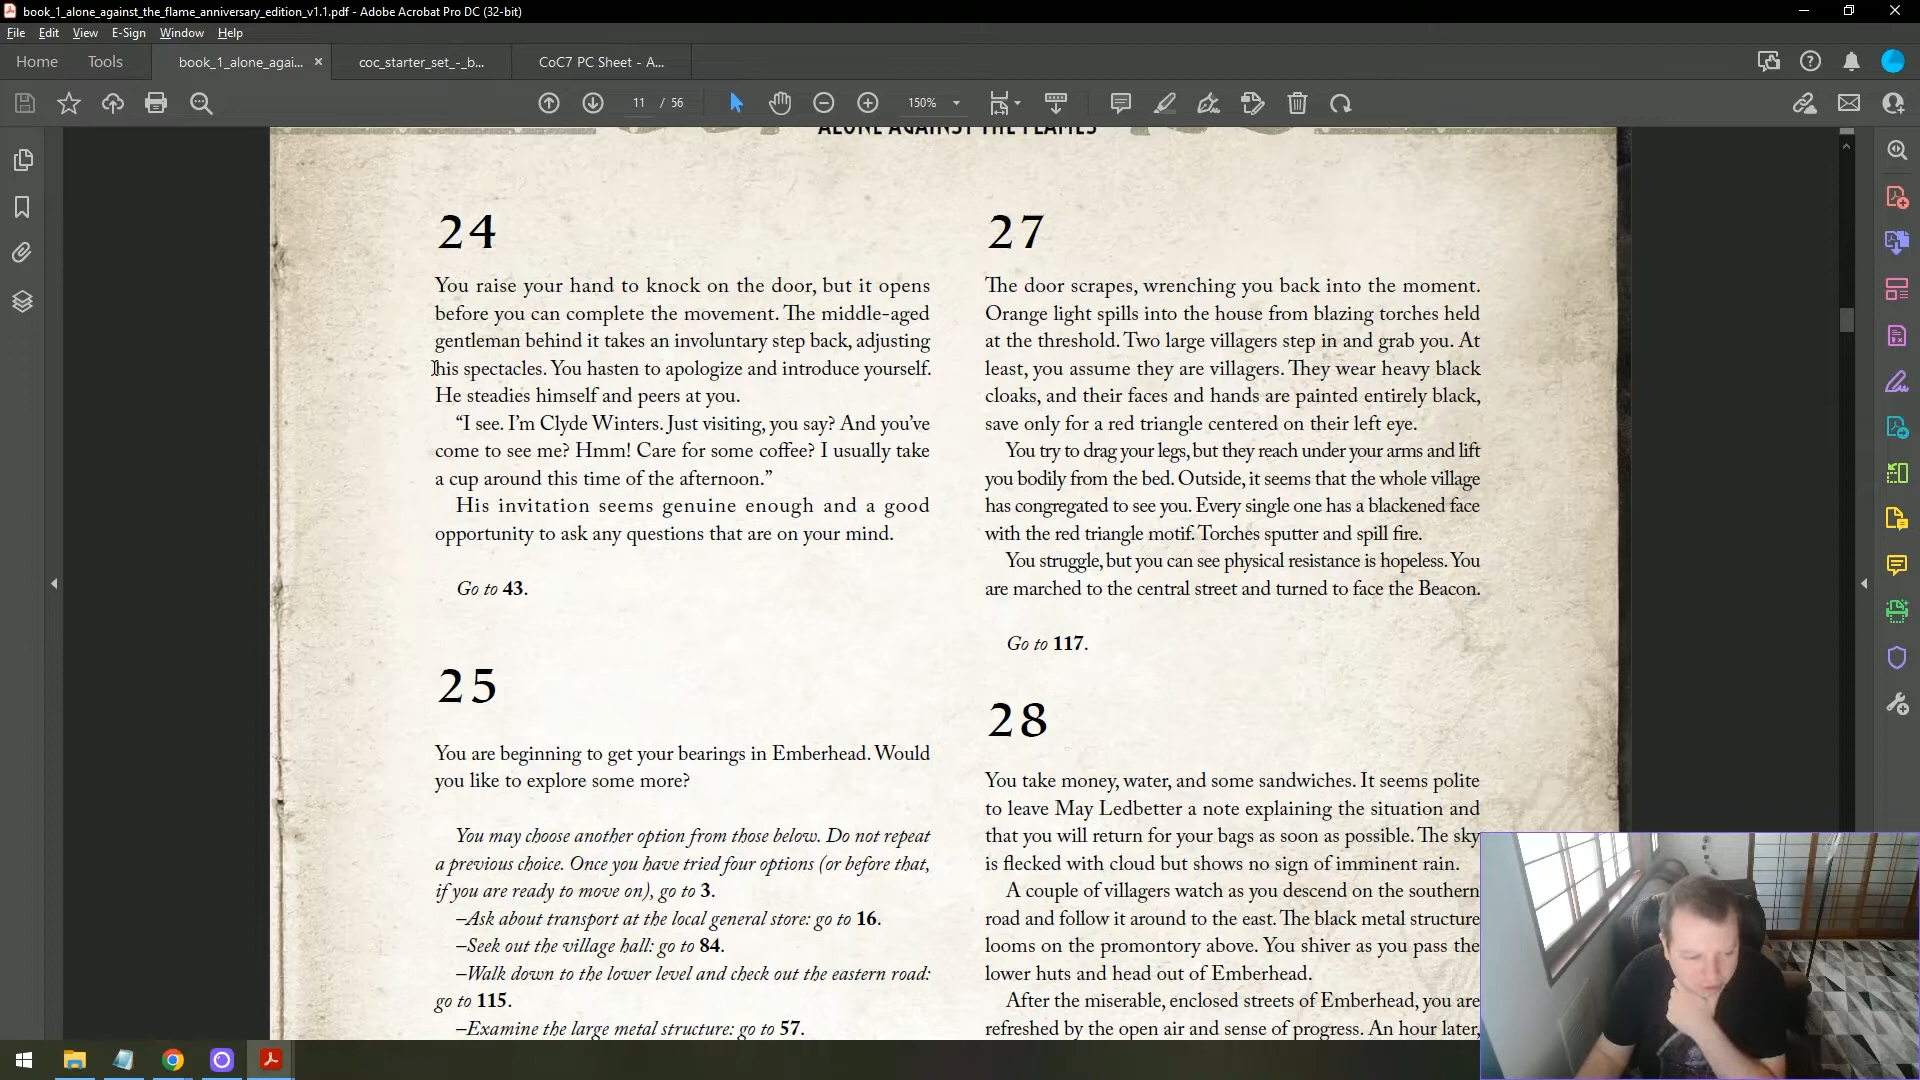 book_1_alone_against_the_flame_anniversary_edition_v1.1.pdf - Adobe Acrobat Pro DC (32-bit)
File Edit View E-Sign Window Help
Home Tools book_1_alone_agai... × coc_starter_set_-_b... CoC7 PC Sheet - A...
11 / 56 150%
ALONE AGAINST THE FLAMES
24
You raise your hand to knock on the door, but it opens
before you can complete the movement. The middle-aged
gentleman behind it takes an involuntary step back, adjusting
his spectacles. You hasten to apologize and introduce yourself.
He steadies himself and peers at you.
“I see. I’m Clyde Winters. Just visiting, you say? And you’ve
come to see me? Hmm! Care for some coffee? I usually take
a cup around this time of the afternoon.”
His invitation seems genuine enough and a good
opportunity to ask any questions that are on your mind.
Go to 43.
25
You are beginning to get your bearings in Emberhead. Would
you like to explore some more?
You may choose another option from those below. Do not repeat
a previous choice. Once you have tried four options (or before that,
if you are ready to move on), go to 3.
–Ask about transport at the local general store: go to 16.
–Seek out the village hall: go to 84.
–Walk down to the lower level and check out the eastern road:
go to 115.
–Examine the large metal structure: go to 57.
27
The door scrapes, wrenching you back into the moment.
Orange light spills into the house from blazing torches held
at the threshold. Two large villagers step in and grab you. At
least, you assume they are villagers. They wear heavy black
cloaks, and their faces and hands are painted entirely black,
save only for a red triangle centered on their left eye.
You try to drag your legs, but they reach under your arms and lift
you bodily from the bed. Outside, it seems that the whole village
has congregated to see you. Every single one has a blackened face
with the red triangle motif. Torches sputter and spill fire.
You struggle, but you can see physical resistance is hopeless. You
are marched to the central street and turned to face the Beacon.
Go to 117.
28
You take money, water, and some sandwiches. It seems polite
to leave May Ledbetter a note explaining the situation and
that you will return for your bags as soon as possible. The sky
is flecked with cloud but shows no sign of imminent rain.
A couple of villagers watch as you descend on the southern
road and follow it around to the east. The black metal structure
looms on the promontory above. You shiver as you pass the
lower huts and head out of Emberhead.
After the miserable, enclosed streets of Emberhead, you are
refreshed by the open air and sense of progress. An hour later,